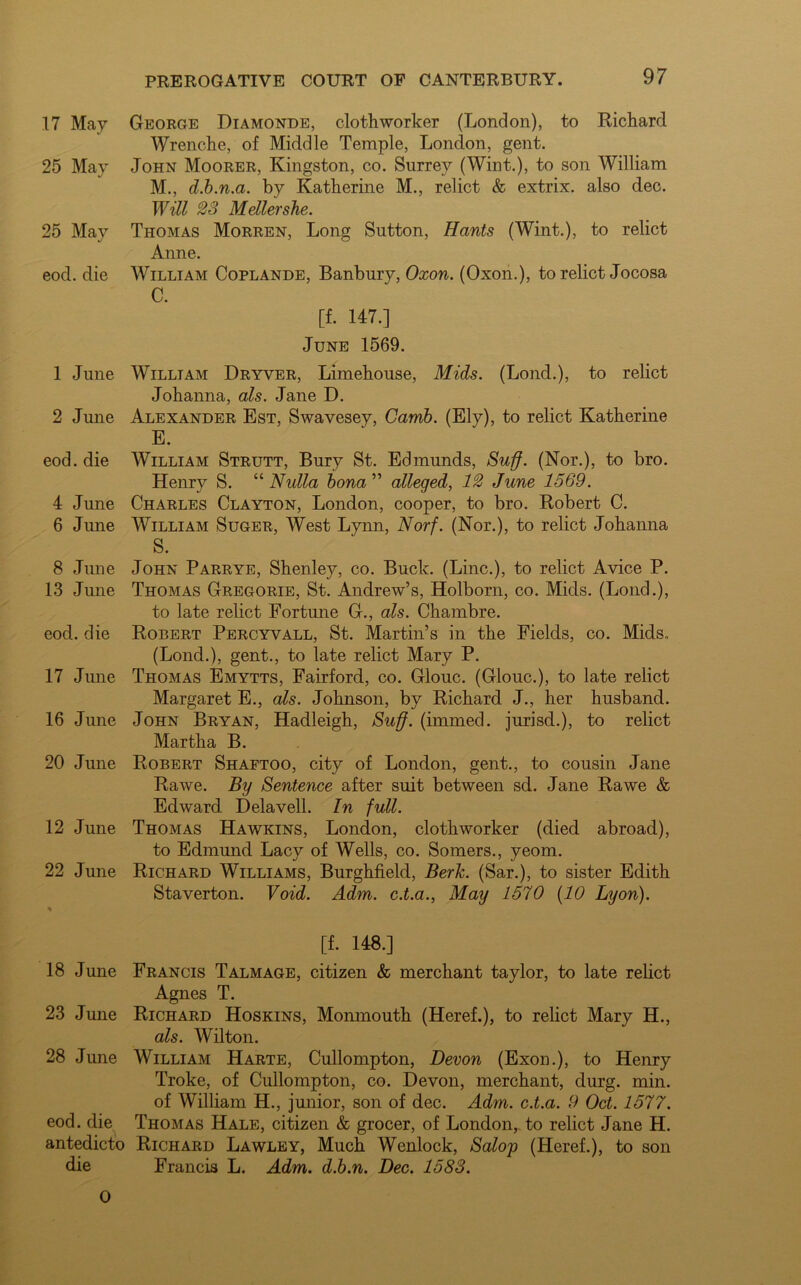 PREROGATIVE COURT OF CANTERBURY. 97
17 May George Diamonde, clothworker (London), to Richard
Wrenche, of Middle Temple, London, gent.
25 May John Moorer, Kingston, co. Surrey (Wint.), to son William
M., d.b.n.a. by Katherine M., relict & extrix. also dec.
Will 23 Mellershe.
25 May Thomas Morren, Long Sutton, Hants (Wint.), to relict
Anne.
eod. die William Coplande, Banbury, Oxon. (Oxon.), to relict Jocosa
C.
[f. 147.]
June 1569.
1 June William Dryver, Limehouse, Mids. (Lond.), to relict
Johanna, als. Jane D.
2 June Alexander Est, Swavesey, Camb. (Ely), to relict Katherine
E.
eod. die William Strutt, Bury St. Edmunds, Suff. (Nor.), to bro.
Henry S. “ Nulla bona ” alleged, 12 June 1569.
4 June Charles Clayton, London, cooper, to bro. Robert C.
6 June William Suger, West Lynn, Norf. (Nor.), to relict Johanna
S.
8 June John Parrye, Shenley, co. Buck. (Linc.), to relict Avice P.
13 June Thomas Gregorie, St. Andrew’s, Holborn, co. Mids. (Lond.),
to late relict Fortune G., als. Chambre.
eod. die Robert Percyvall, St. Martin’s in the Fields, co. Mids.
(Lond.), gent., to late relict Mary P.
17 June Thomas Emytts, Fairford, co. Glouc. (Glouc.), to late relict
Margaret E., als. Johnson, by Richard J., her husband.
16 June John Bryan, Hadleigh, Suff. (immed. jurisd.), to relict
Martha B.
20 June Robert Shaftoo, city of London, gent., to cousin Jane
Rawe. By Sentence after suit between sd. Jane Rawe &
Edward Delavell. In full.
12 June Thomas Hawkins, London, clothworker (died abroad),
to Edmund Lacy of Wells, co. Somers., yeom.
22 June Richard Williams, Burghfield, Berk. (Sar.), to sister Edith
Staverton. Void. Adm. c.t.a., May 1570 (10 Lyon).
[f. 148.]
18 June Francis Talmage, citizen & merchant taylor, to late relict
Agnes T.
23 June Richard Hoskins, Monmouth (Heref.), to relict Mary H.,
als. Wilton.
28 June William Harte, Cullompton, Devon (Exon.), to Henry
Troke, of Cullompton, co. Devon, merchant, durg. min.
of William H., junior, son of dec. Adm. c.t.a. 9 Oct. 1577.
eod. die Thomas Hale, citizen & grocer, of London, to relict Jane H.
antedicto Richard Lawley, Much Wenlock, Salop (Heref.), to son
die Francis L. Adm. d.b.n. Dec. 1583.
O